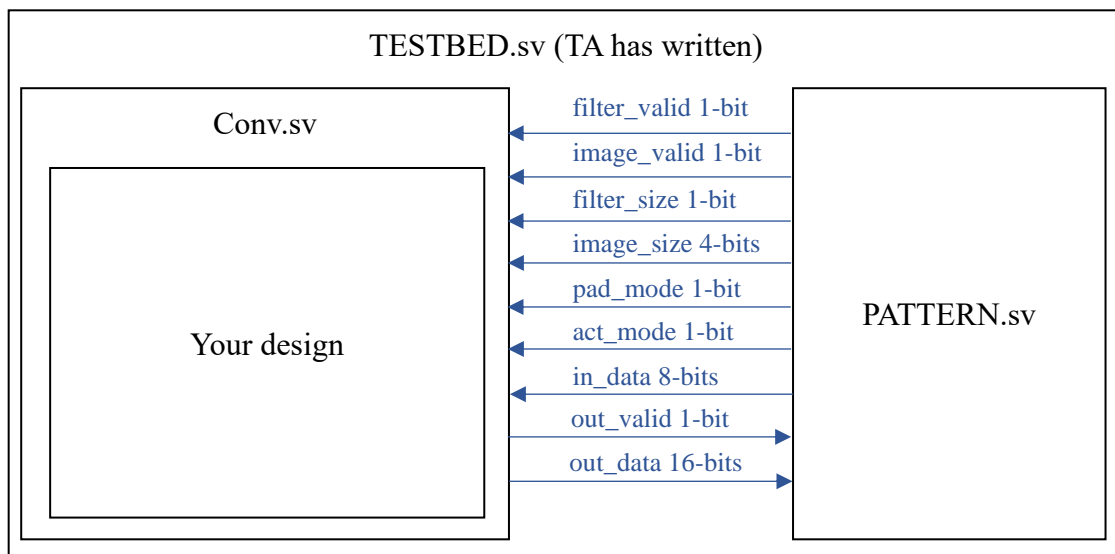 TESTBED.sv (TA has written)
Conv.sv
Your design
filter_valid 1-bit
image_valid 1-bit
filter_size 1-bit
image_size 4-bits
pad_mode 1-bit
act_mode 1-bit
in_data 8-bits
out_valid 1-bit
out_data 16-bits
PATTERN.sv